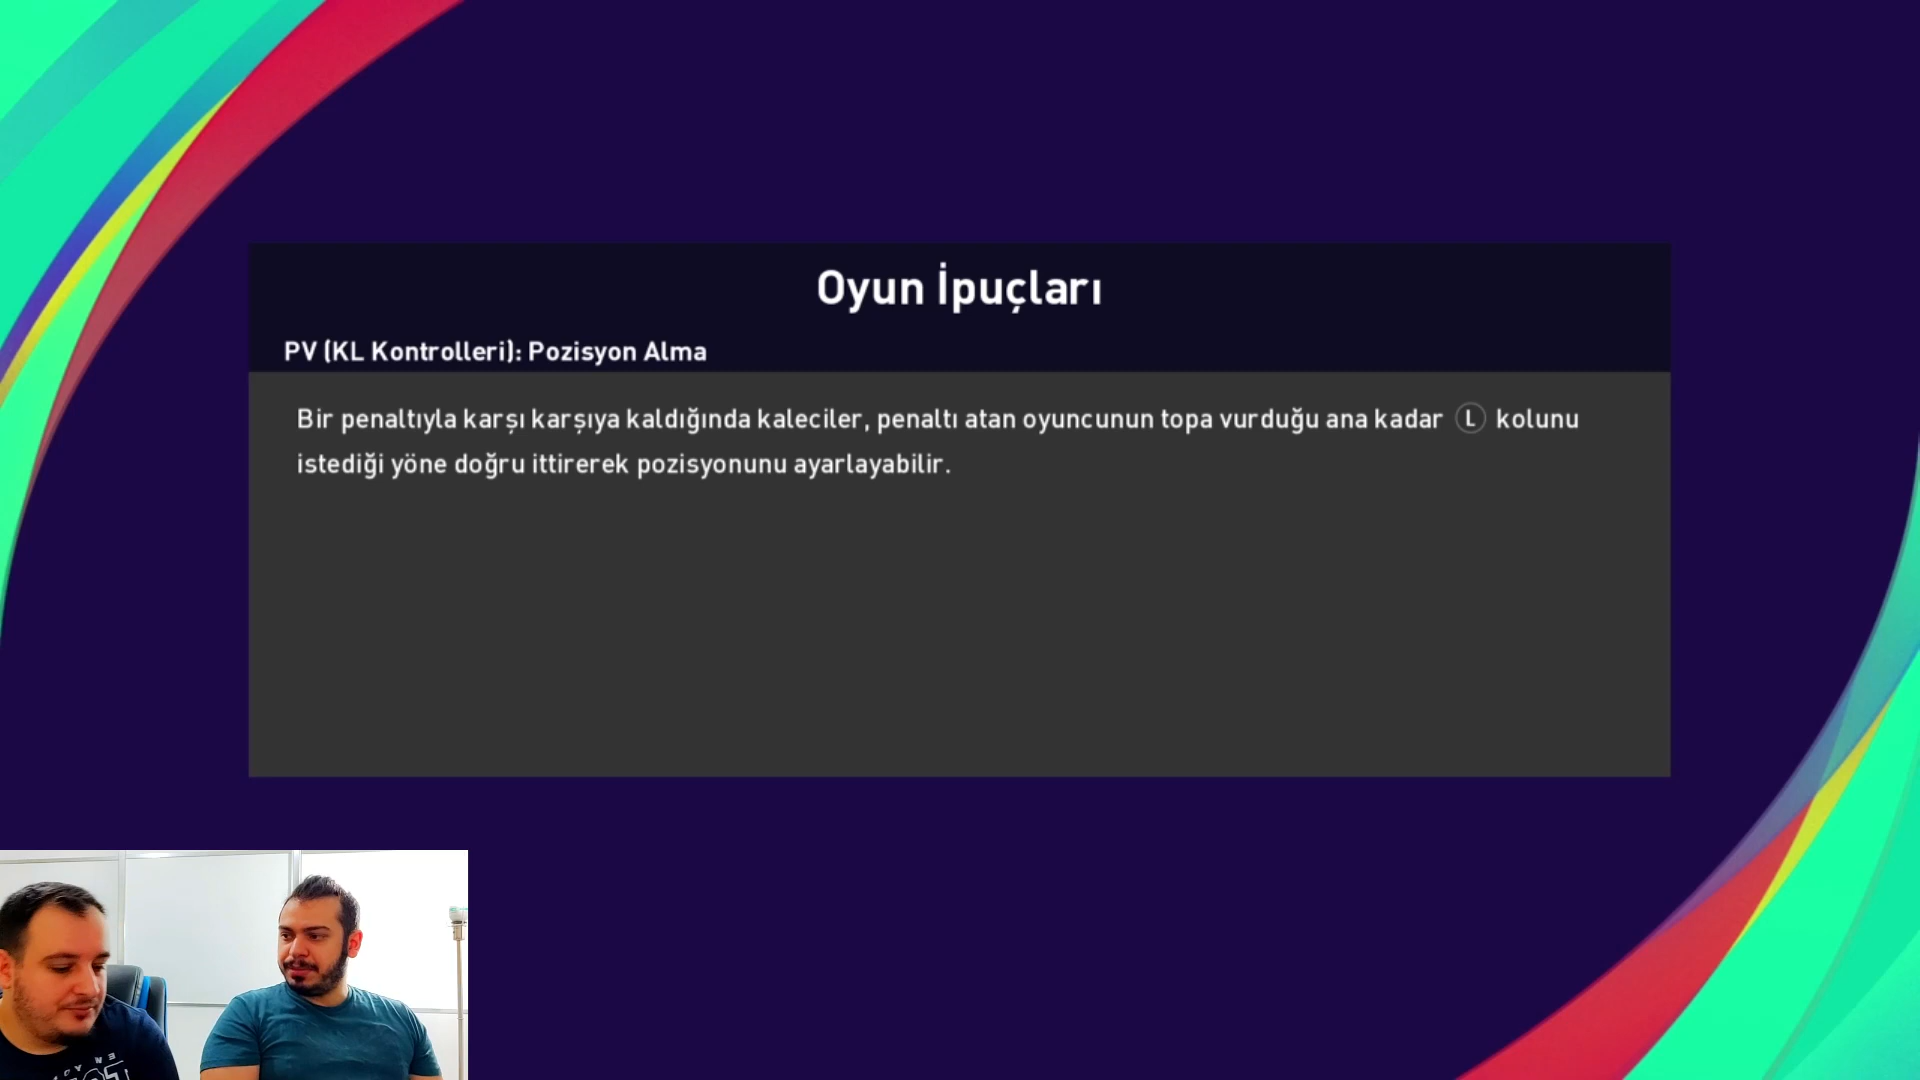 Oyun İpuçları
PV (KL Kontrolleri): Pozisyon Alma
Bir penaltıyla karşı karşıya kaldığında kaleciler, penaltı atan oyuncunun topa vurduğu ana kadar L kolunu
istediği yöne doğru ittirerek pozisyonunu ayarlayabilir.